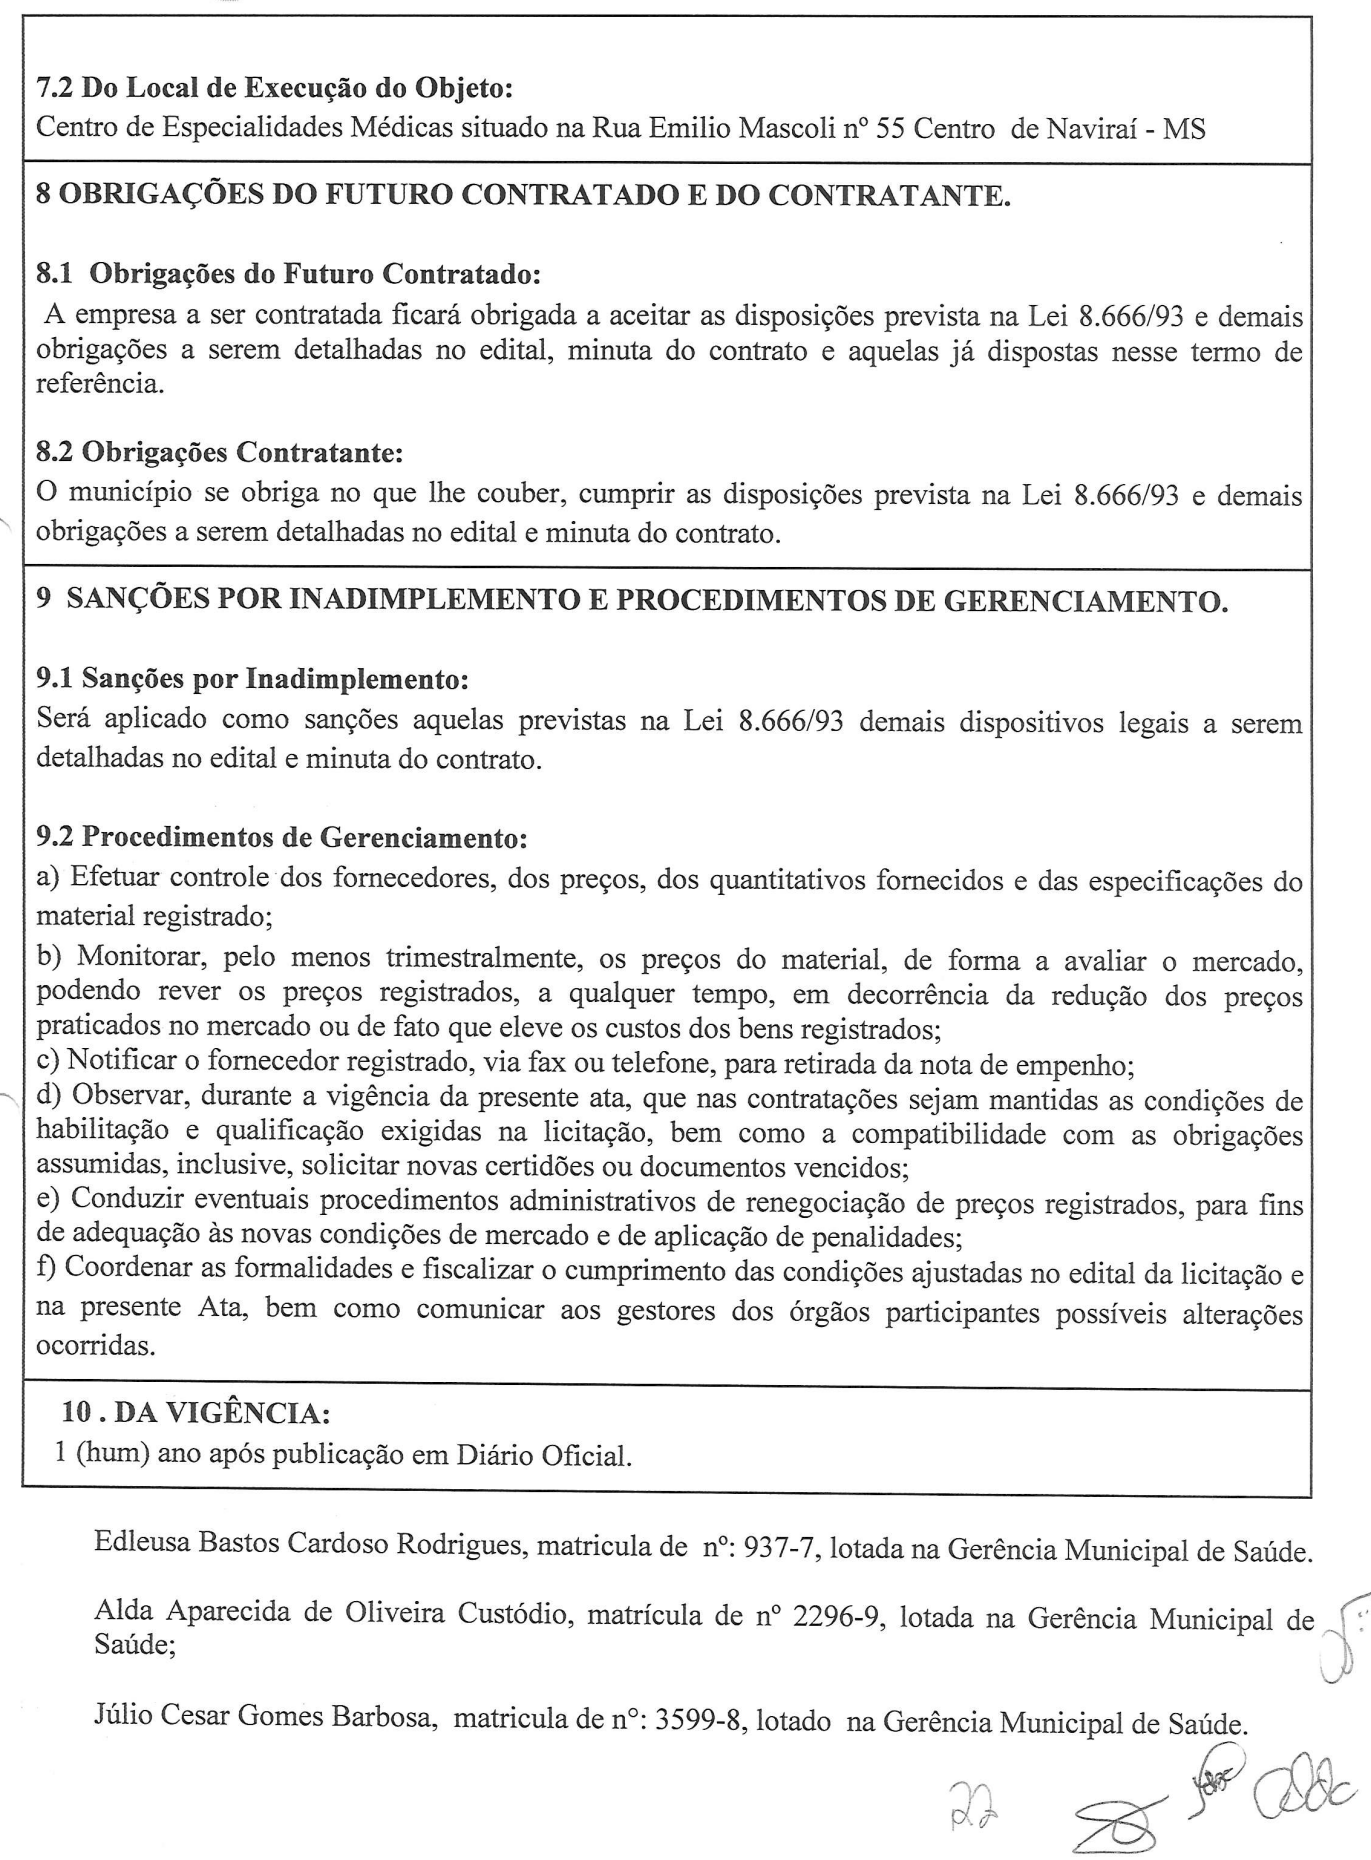 7.2 Do Local de Execução do Objeto:
Centro de Especialidades Médicas situado na Rua Emilio Mascoli nº 55 Centro de Naviraí - MS
8 OBRIGAÇÕES DO FUTURO CONTRATADO E DO CONTRATANTE.
8.1 Obrigações do Futuro Contratado:
A empresa a ser contratada ficará obrigada a aceitar as disposições prevista na Lei 8.666/93 e demais
obrigações a serem detalhadas no edital, minuta do contrato e aquelas já dispostas nesse termo de
referência.
8.2 Obrigações Contratante:
O município se obriga no que lhe couber, cumprir as disposições prevista na Lei 8.666/93 e demais
obrigações a serem detalhadas no edital e minuta do contrato.
9 SANÇÕES POR INADIMPLEMENTO E PROCEDIMENTOS DE GERENCIAMENTO.
9.1 Sanções por Inadimplemento:
Será aplicado como sanções aquelas previstas na Lei 8.666/93 demais dispositivos legais a serem
detalhadas no edital e minuta do contrato.
9.2 Procedimentos de Gerenciamento:
a) Efetuar controle dos fornecedores, dos preços, dos quantitativos fornecidos e das especificações do
material registrado;
b) Monitorar, pelo menos trimestralmente, os preços do material, de forma a avaliar o mercado,
podendo rever os preços registrados, a qualquer tempo, em decorrência da redução dos preços
praticados no mercado ou de fato que eleve os custos dos bens registrados;
c) Notificar o fornecedor registrado, via fax ou telefone, para retirada da nota de empenho;
d) Observar, durante a vigência da presente ata, que nas contratações sejam mantidas as condições de
habilitação e qualificação exigidas na licitação, bem como a compatibilidade com as obrigações
assumidas, inclusive, solicitar novas certidões ou documentos vencidos;
e) Conduzir eventuais procedimentos administrativos de renegociação de preços registrados, para fins
de adequação às novas condições de mercado e de aplicação de penalidades;
f) Coordenar as formalidades e fiscalizar o cumprimento das condições ajustadas no edital da licitação e
na presente Ata, bem como comunicar aos gestores dos órgãos participantes possíveis alterações
ocorridas.
10 . DA VIGÊNCIA:
1 (hum) ano após publicação em Diário Oficial.
Edleusa Bastos Cardoso Rodrigues, matricula de nº: 937-7, lotada na Gerência Municipal de Saúde.
Alda Aparecida de Oliveira Custódio, matrícula de nº 2296-9, lotada na Gerência Municipal de
Saúde;
Júlio Cesar Gomes Barbosa, matricula de n°: 3599-8, lotado na Gerência Municipal de Saúde.
22